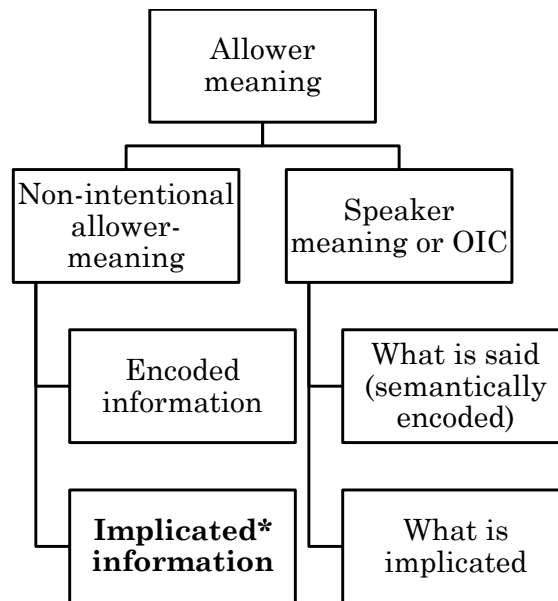 Allower
meaning
Non-intentional
allower-
meaning
Speaker
meaning or OIC
Encoded
information
What is said
(semantically
encoded)
Implicated*
information
What is
implicated